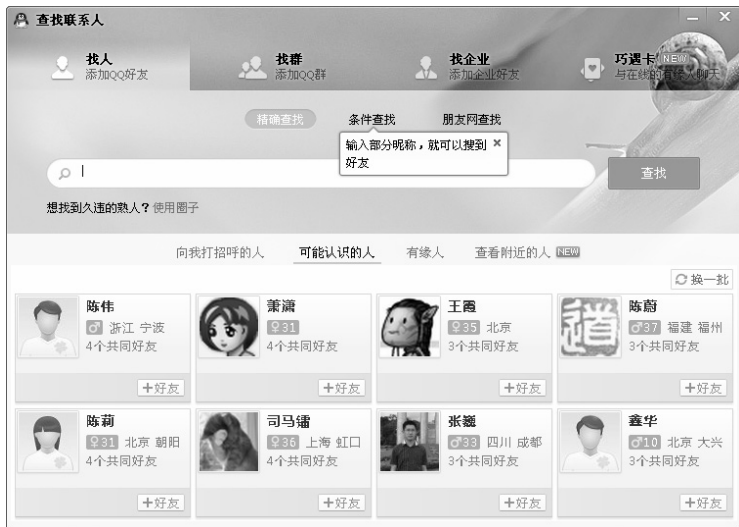 查找联系人
找人
添加QQ好友
找群
添加QQ群
找企业
添加企业好友
巧遇卡 NEW
与在线的有缘人聊天
精确查找 条件查找 朋友网查找
输入部分昵称，就可以搜到
好友
查找
想找到久违的熟人？使用圈子
向我打招呼的人 可能认识的人 有缘人 查看附近的人 NEW
换一批
陈伟
♂ 浙江 宁波
4个共同好友
+好友
萧潇
♀31
4个共同好友
+好友
王霞
♀35 北京
3个共同好友
+好友
陈蔚
♂37 福建 福州
3个共同好友
+好友
道
陈莉
♀31 北京 朝阳
4个共同好友
+好友
司马镭
♀36 上海 虹口
4个共同好友
+好友
张巍
♂33 四川 成都
3个共同好友
+好友
鑫华
♂10 北京 大兴
3个共同好友
+好友